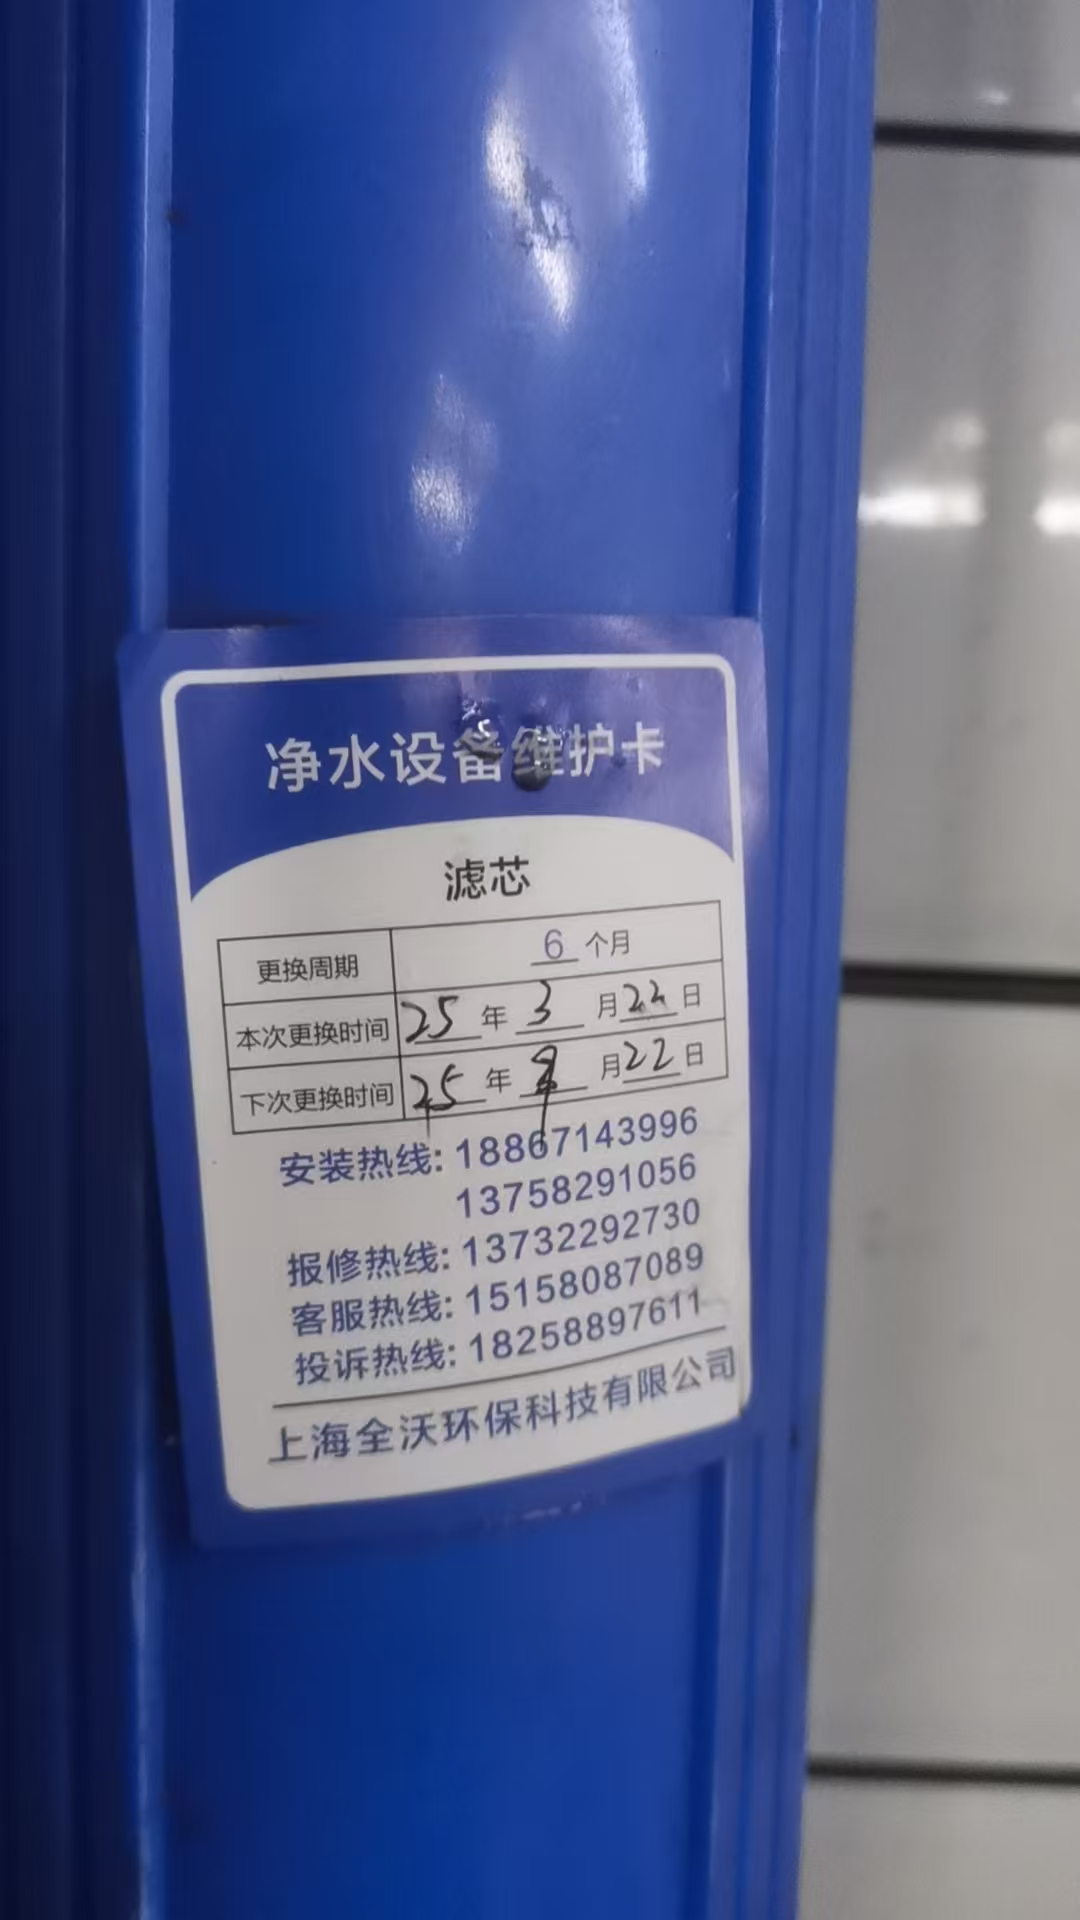 净水设备维护卡
滤芯
更换周期 6 个月
本次更换时间 25 年 3 月 22 日
下次更换时间 25 年 9 月 22 日
安装热线: 18867143996
13758291056
报修热线: 13732292730
客服热线: 15158087089
投诉热线: 18258897611
上海全沃环保科技有限公司